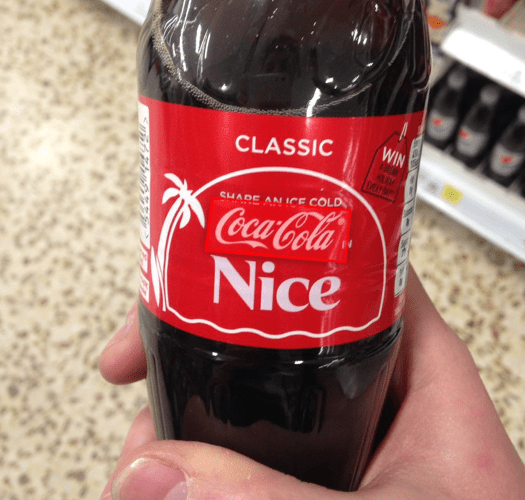 CLASSIC
WIN
SHARE AN ICE COLD
Coca-Cola
Nice